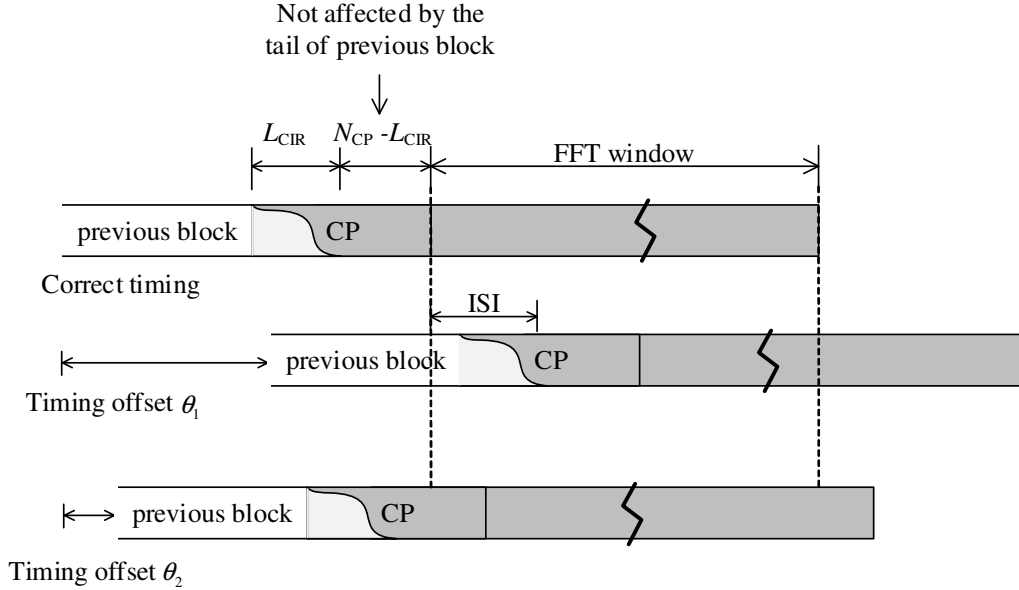 Not affected by the
tail of previous block
L_CIR
N_CP -L_CIR
FFT window
previous block
CP
Correct timing
ISI
previous block
CP
Timing offset θ₁
previous block
CP
Timing offset θ₂